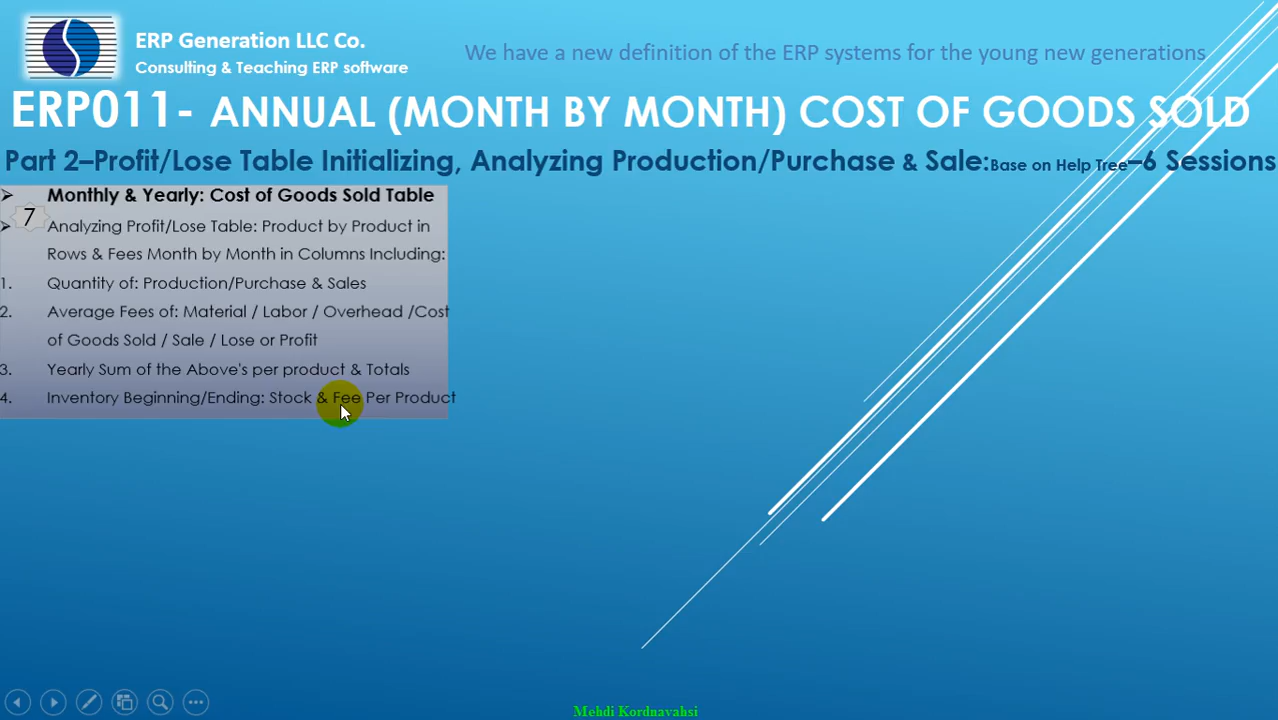 ERP Generation LLC Co.
Consulting & Teaching ERP software
We have a new definition of the ERP systems for the young new generations
ERP011- ANNUAL (MONTH BY MONTH) COST OF GOODS SOLD
Part 2–Profit/Lose Table Initializing, Analyzing Production/Purchase & Sale:Base on Help Tree–6 Sessions
➢ Monthly & Yearly: Cost of Goods Sold Table
7
➢ Analyzing Profit/Lose Table: Product by Product in
Rows & Fees Month by Month in Columns Including:
1. Quantity of: Production/Purchase & Sales
2. Average Fees of: Material / Labor / Overhead /Cost
of Goods Sold / Sale / Lose or Profit
3. Yearly Sum of the Above's per product & Totals
4. Inventory Beginning/Ending: Stock & Fee Per Product
Mehdi Kordnavahsi